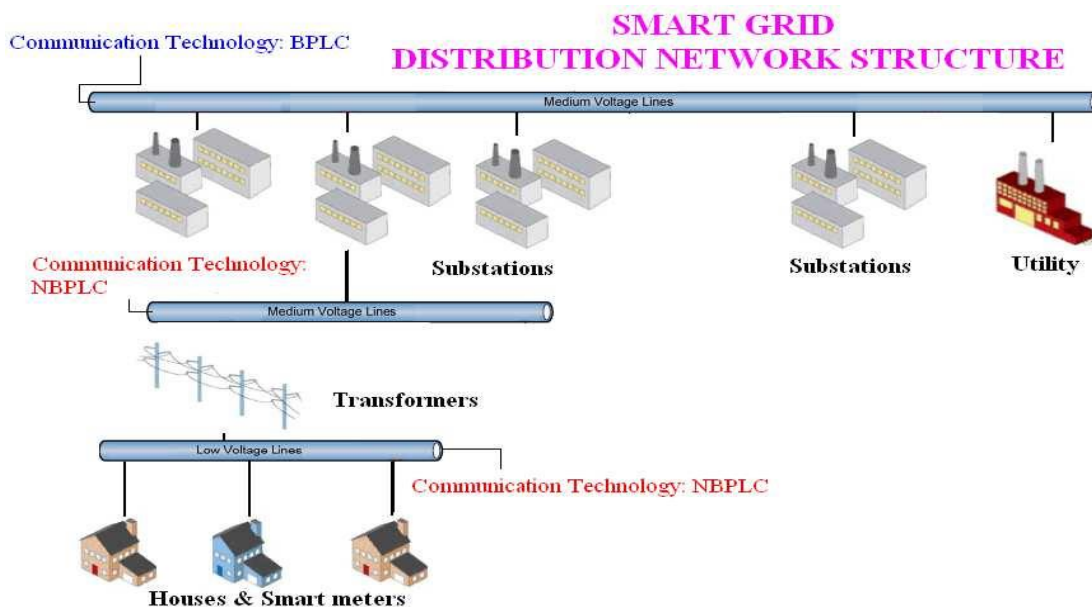 SMART GRID
DISTRIBUTION NETWORK STRUCTURE
Communication Technology: BPLC
Medium Voltage Lines
Communication Technology:
NBPLC
Substations
Substations
Utility
Medium Voltage Lines
Transformers
Low Voltage Lines
Communication Technology: NBPLC
Houses & Smart meters